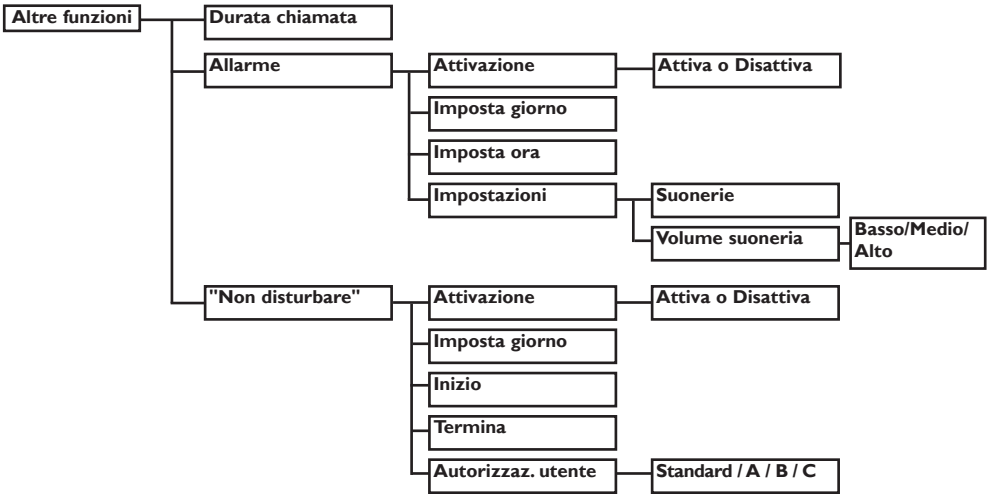 Altre funzioni
Durata chiamata
Allarme
Attivazione
Attiva o Disattiva
Imposta giorno
Imposta ora
Impostazioni
Suonerie
Volume suoneria
Basso/Medio/
Alto
"Non disturbare"
Attivazione
Attiva o Disattiva
Imposta giorno
Inizio
Termina
Autorizzaz. utente
Standard / A / B / C